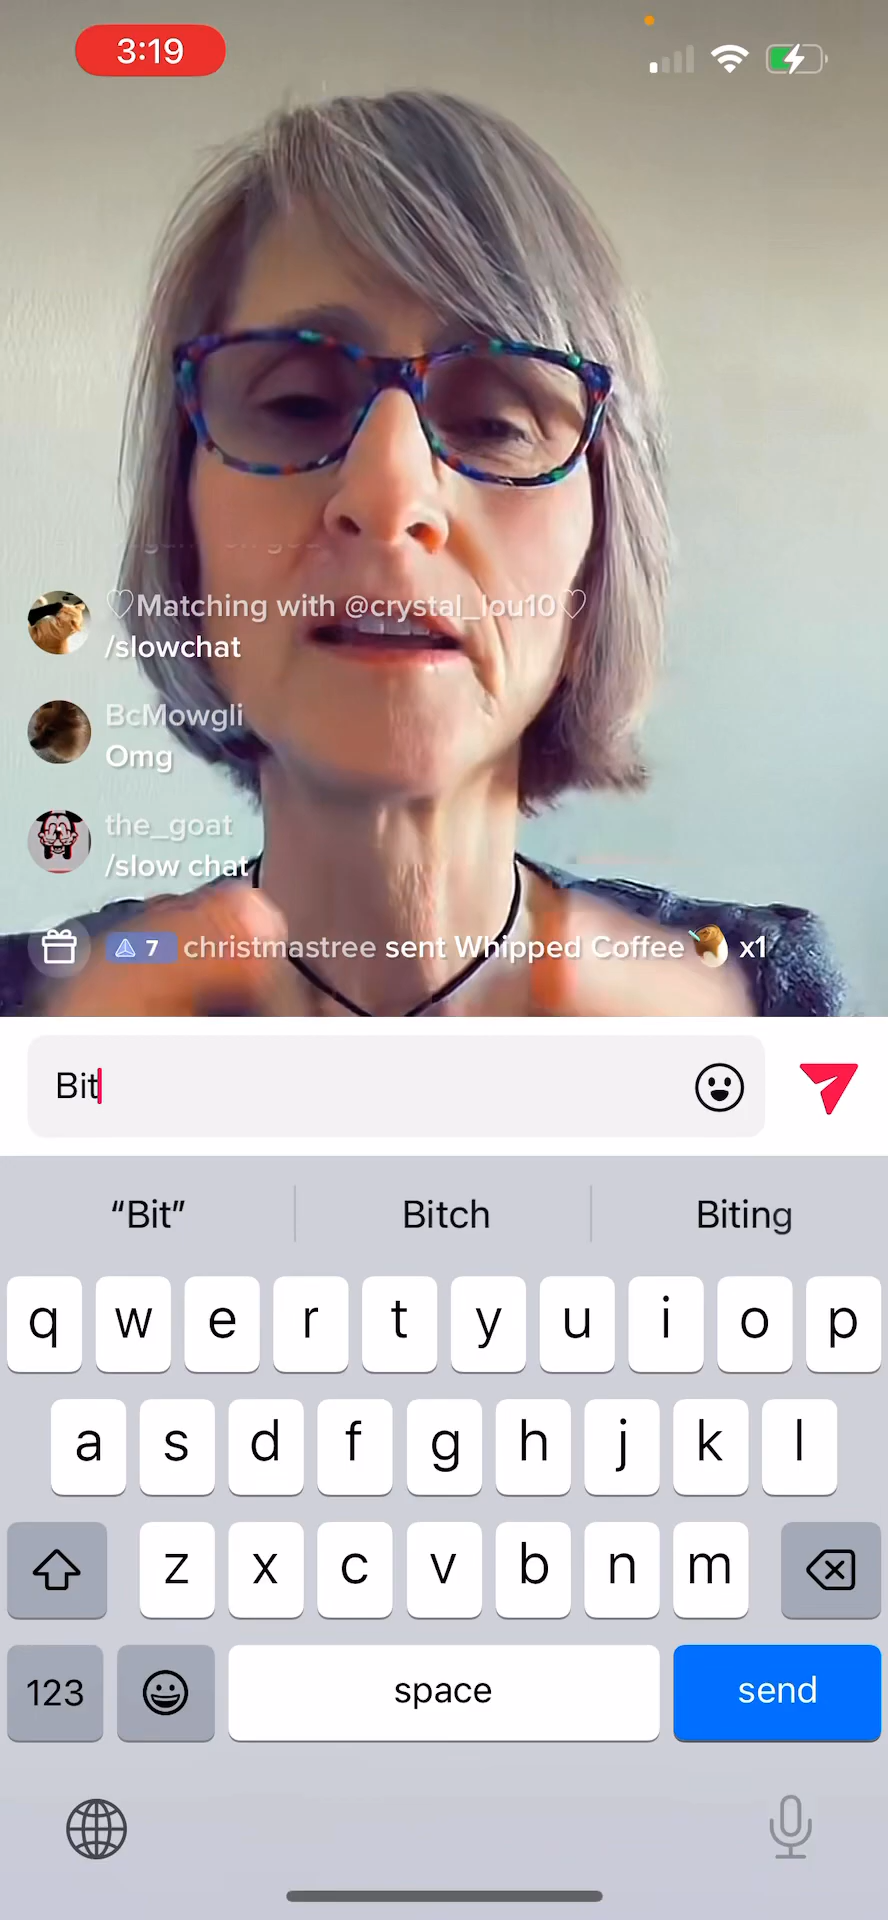 3:19
♡Matching with @crystal_lou10♡
/slowchat
BcMowgli
Omg
the_goat
/slow chat
7 christmastree sent Whipped Coffee x1
Bit
“Bit” Bitch Biting
q w e r t y u i o p
a s d f g h j k l
z x c v b n m
123 space send